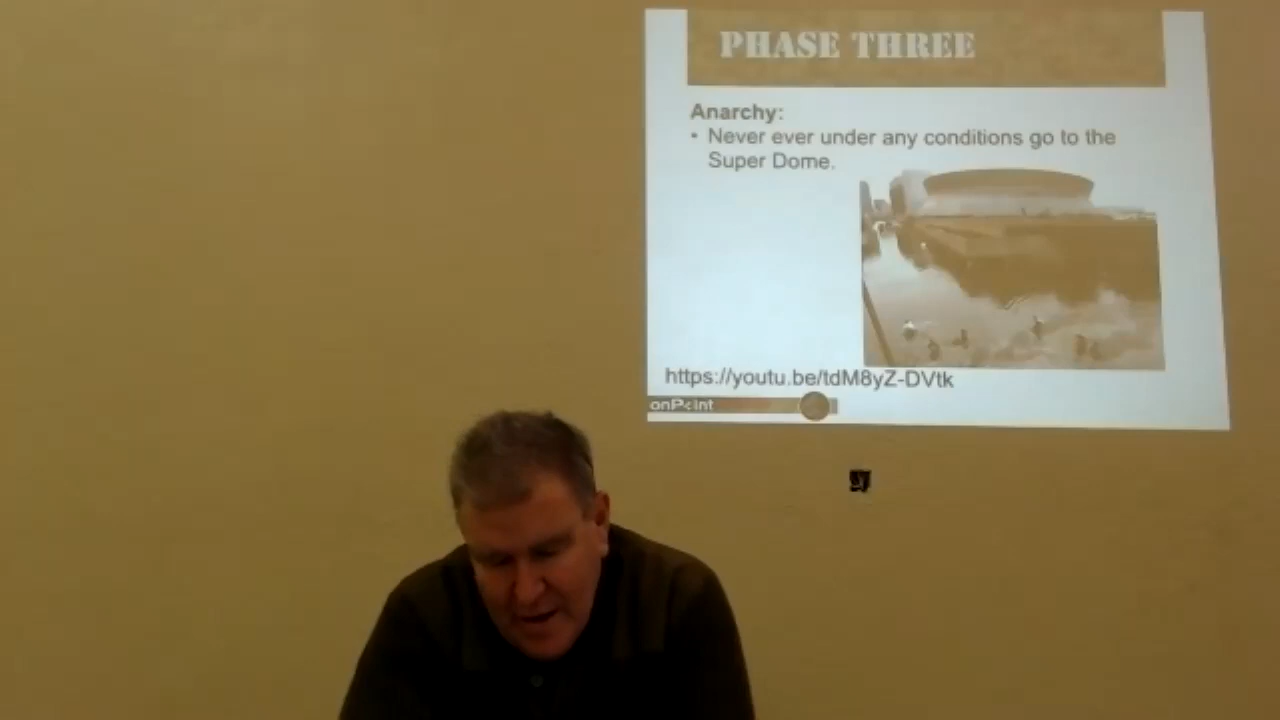 PHASE THREE
Anarchy:
• Never ever under any conditions go to the
Super Dome.
https://youtu.be/tdM8yZ-DVtk
onPoint